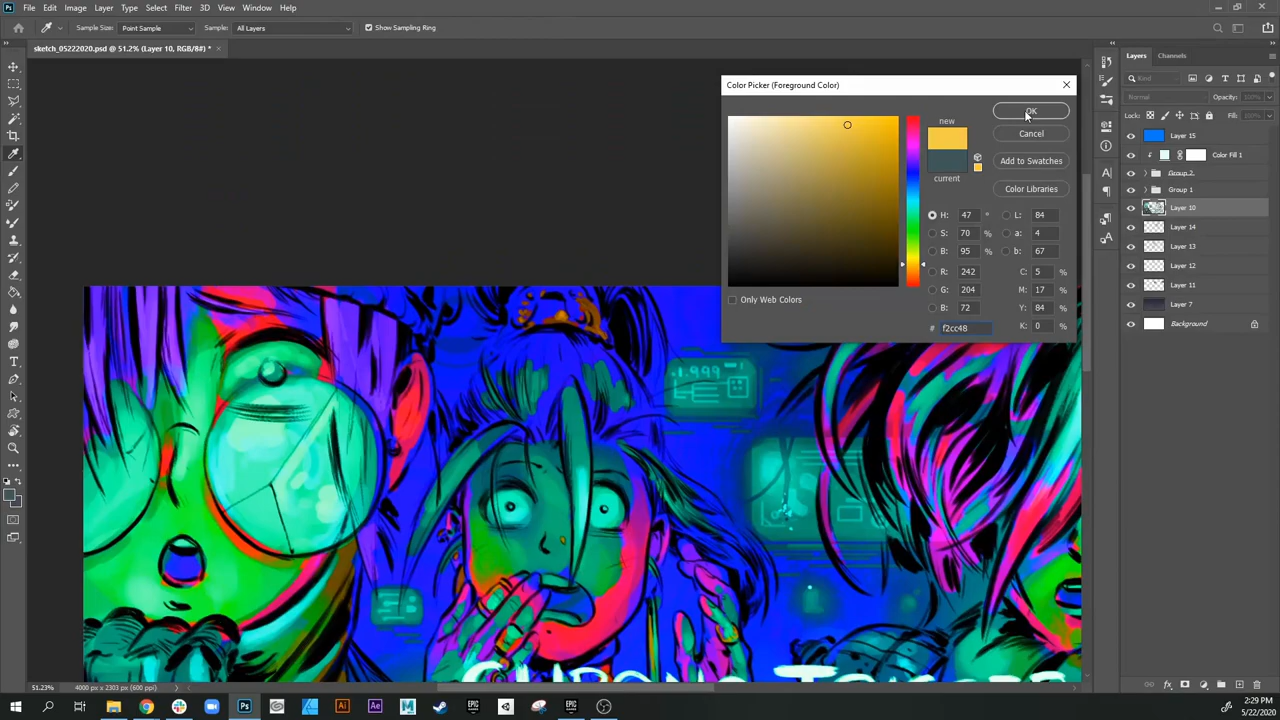 Ps File Edit Image Layer Type Select Filter 3D View Window Help
Sample Size: Point Sample Sample: All Layers Show Sampling Ring
sketch_05222020.psd @ 51.2% (Layer 10, RGB/8#) *
Color Picker (Foreground Color)
new
current
OK
Cancel
Add to Swatches
Color Libraries
H: 47 ° L: 84
S: 70 % a: 4
B: 95 % b: 67
R: 242 C: 5 %
G: 204 M: 17 %
B: 72 Y: 84 %
# f2cc48 K: 0 %
Only Web Colors
Layers Channels
Kind
Normal Opacity: 100%
Lock: Fill: 100%
Layer 15
Color Fill 1
Group 2
Group 1
Layer 10
Layer 14
Layer 13
Layer 12
Layer 11
Layer 7
Background
51.23% 4000 px x 2303 px (600 ppi)
2:29 PM
5/22/2020